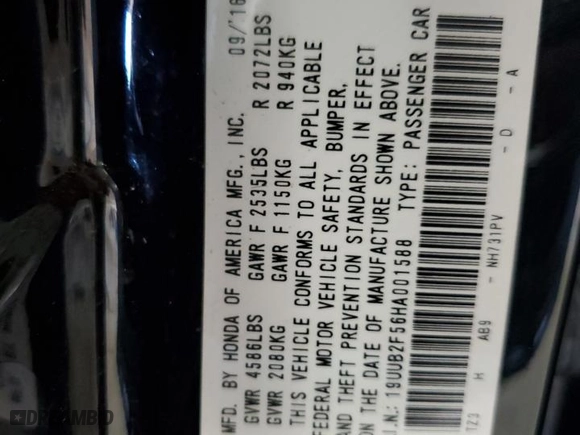 MFD. BY HONDA OF AMERICA MFG., INC. 09/16
GVWR 4586LBS GAWR F 2535LBS R 2072LBS
GVWR 2080KG GAWR F 1150KG R 940KG
THIS VEHICLE CONFORMS TO ALL APPLICABLE
FEDERAL MOTOR VEHICLE SAFETY, BUMPER,
AND THEFT PREVENTION STANDARDS IN EFFECT
ON THE DATE OF MANUFACTURE SHOWN ABOVE.
.I.N.: 19UUB2F56HA001588 TYPE: PASSENGER CAR
TZ3 H AB9 - NH731PV - D - A
DREAMBID